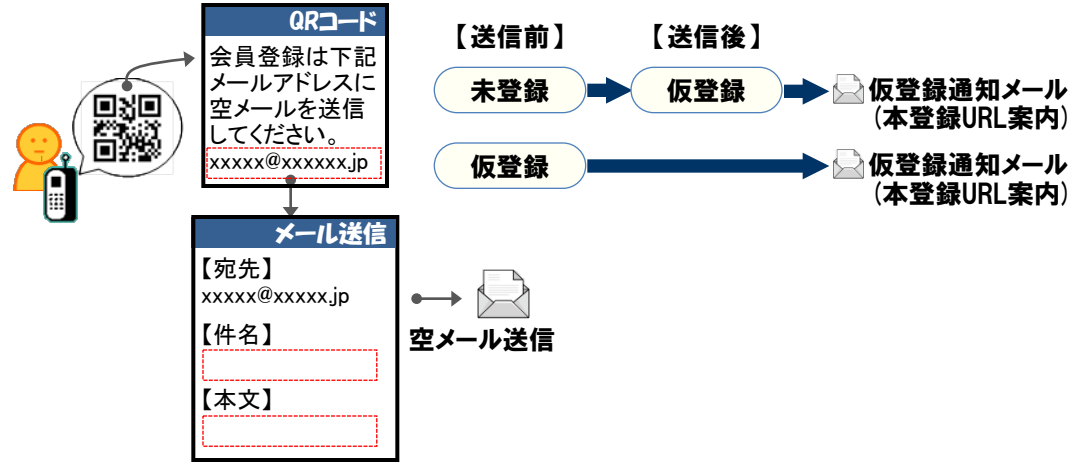 QRコード
会員登録は下記
メールアドレスに
空メールを送信
してください。
xxxxx@xxxxxx.jp
メール送信
【宛先】
xxxxx@xxxxx.jp
【件名】
【本文】
空メール送信
【送信前】 【送信後】
未登録 仮登録 仮登録通知メール
(本登録URL案内)
仮登録 仮登録通知メール
(本登録URL案内)